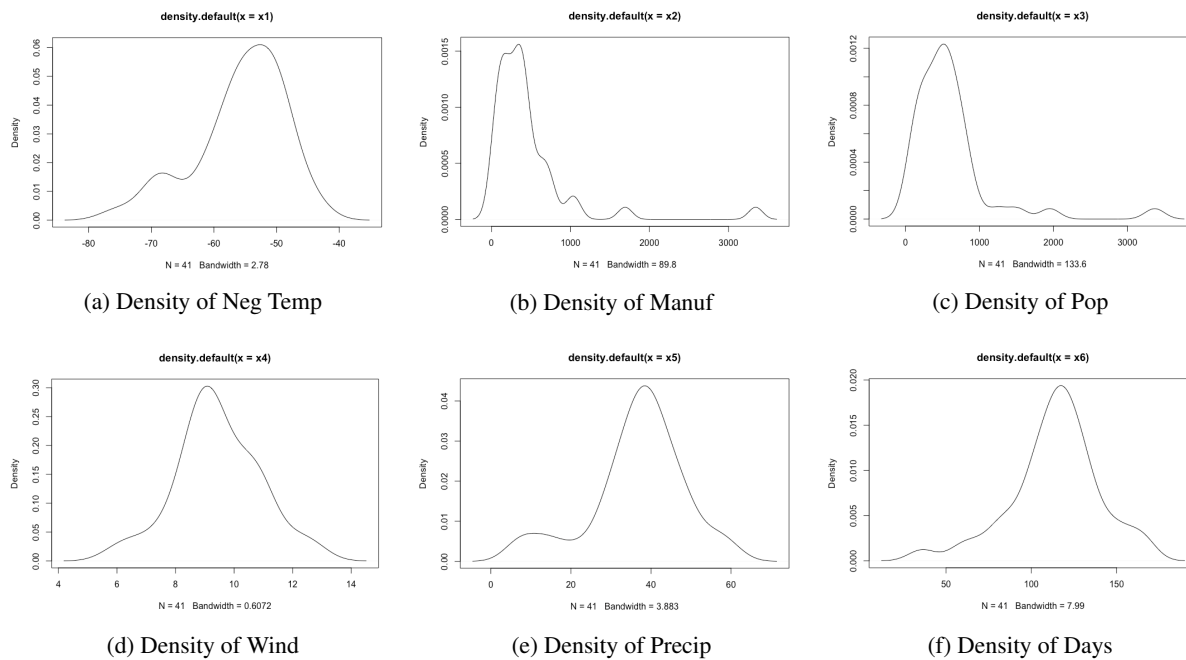 density.default(x = x1)
Density
0.00 0.01 0.02 0.03 0.04 0.05 0.06
-80 -70 -60 -50 -40
N = 41 Bandwidth = 2.78
(a) Density of Neg Temp
density.default(x = x2)
0.0000 0.0005 0.0010 0.0015
0 1000 2000 3000
N = 41 Bandwidth = 89.8
(b) Density of Manuf
density.default(x = x3)
Density
0.0000 0.0004 0.0008 0.0012
0 1000 2000 3000
N = 41 Bandwidth = 133.6
(c) Density of Pop
density.default(x = x4)
Density
0.00 0.05 0.10 0.15 0.20 0.25 0.30
4 6 8 10 12 14
N = 41 Bandwidth = 0.6072
(d) Density of Wind
density.default(x = x5)
Density
0.00 0.01 0.02 0.03 0.04
0 20 40 60
N = 41 Bandwidth = 3.883
(e) Density of Precip
density.default(x = x6)
Density
0.000 0.005 0.010 0.015 0.020
50 100 150
N = 41 Bandwidth = 7.99
(f) Density of Days